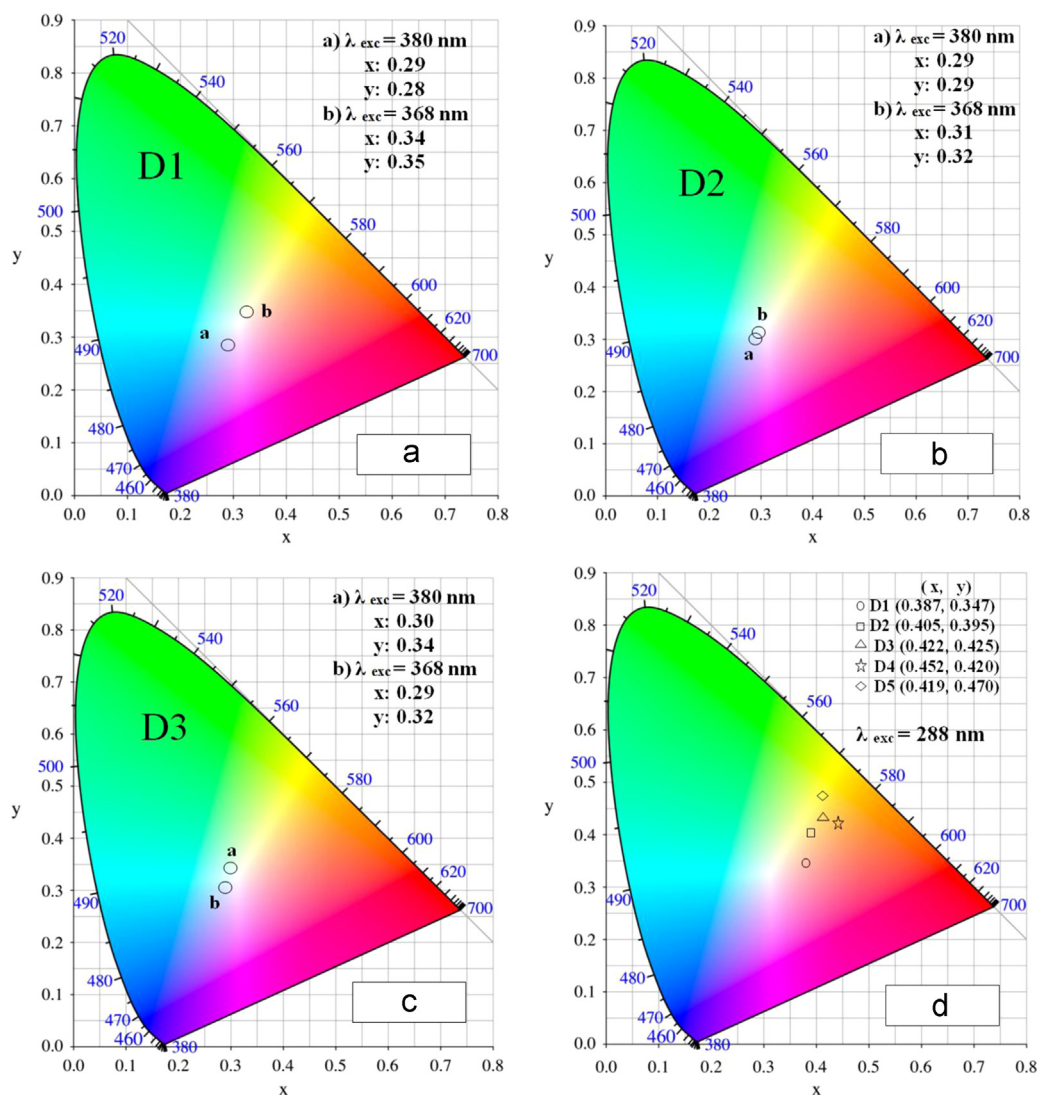 a) λ exc = 380 nm
x: 0.29
y: 0.28
b) λ exc = 368 nm
x: 0.34
y: 0.35
D1
a
b
520
540
560
580
600
620
700
500
490
480
470
460
380
0.9
0.8
0.7
0.6
0.5
0.4
0.3
0.2
0.1
0.0
y
0.0 0.1 0.2 0.3 0.4 0.5 0.6 0.7 0.8
x
a
a) λ exc = 380 nm
x: 0.29
y: 0.29
b) λ exc = 368 nm
x: 0.31
y: 0.32
D2
b
a
520
540
560
580
600
620
700
500
490
480
470
460
380
0.9
0.8
0.7
0.6
0.5
0.4
0.3
0.2
0.1
0.0
y
0.0 0.1 0.2 0.3 0.4 0.5 0.6 0.7 0.8
x
b
a) λ exc = 380 nm
x: 0.30
y: 0.34
b) λ exc = 368 nm
x: 0.29
y: 0.32
D3
a
b
520
540
560
580
600
620
700
500
490
480
470
460
380
0.9
0.8
0.7
0.6
0.5
0.4
0.3
0.2
0.1
0.0
y
0.0 0.1 0.2 0.3 0.4 0.5 0.6 0.7 0.8
x
c
( x, y)
D1 (0.387, 0.347)
D2 (0.405, 0.395)
D3 (0.422, 0.425)
D4 (0.452, 0.420)
D5 (0.419, 0.470)
λ exc = 288 nm
520
540
560
580
600
620
700
500
490
480
470
460
380
0.9
0.8
0.7
0.6
0.5
0.4
0.3
0.2
0.1
0.0
y
0.0 0.1 0.2 0.3 0.4 0.5 0.6 0.7 0.8
x
d